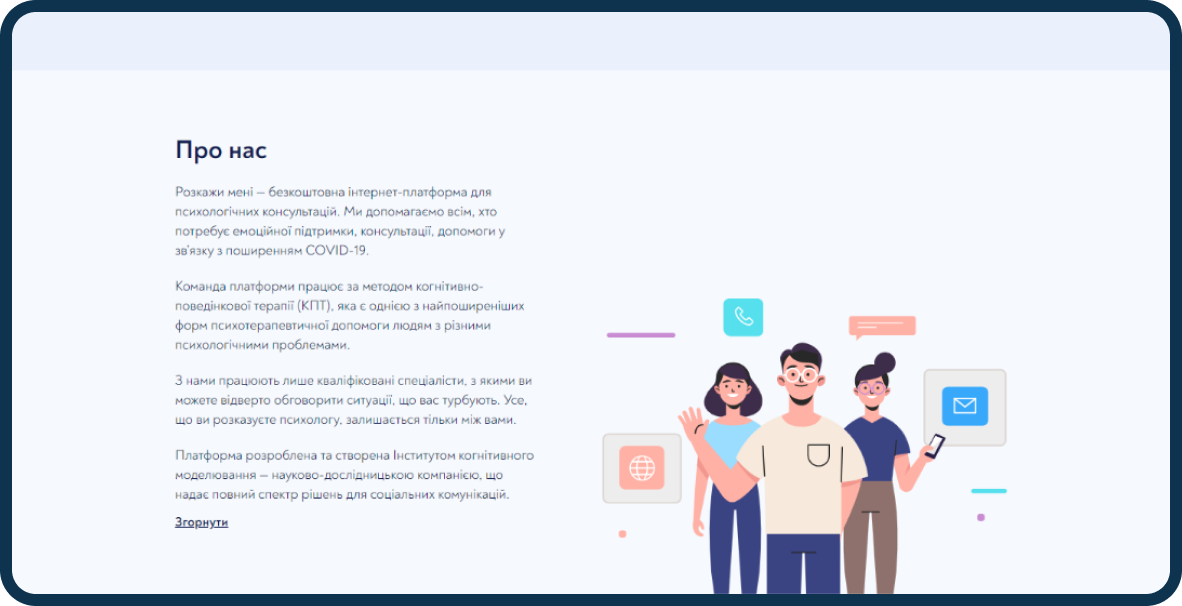 Про нас
Розкажи мені — безкоштовна інтернет-платформа для
психологічних консультацій. Ми допомагаємо всім, хто
потребує емоційної підтримки, консультації, допомоги у
зв'язку з поширенням COVID-19.
Команда платформи працює за методом когнітивно-
поведінкової терапії (КПТ), яка є однією з найпоширеніших
форм психотерапевтичної допомоги людям з різними
психологічними проблемами.
З нами працюють лише кваліфіковані спеціалісти, з якими ви
можете відверто обговорити ситуації, що вас турбують. Усе,
що ви розказуєте психологу, залишається тільки між вами.
Платформа розроблена та створена Інститутом когнітивного
моделювання — науково-дослідницькою компанією, що
надає повний спектр рішень для соціальних комунікацій.
Згорнути